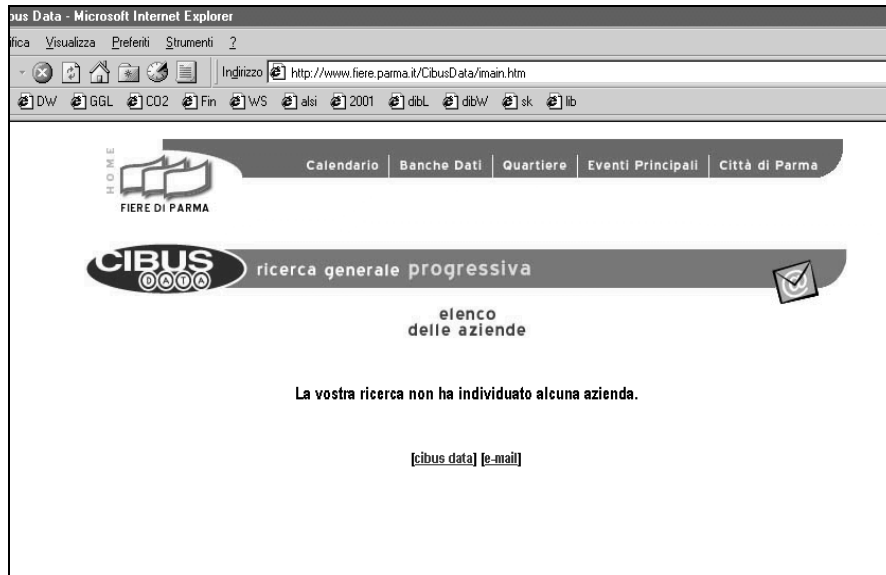 bus Data - Microsoft Internet Explorer
ifica Visualizza Preferiti Strumenti ?
Indirizzo http://www.fiere.parma.it/CibusData/imain.htm
DW GGL CO2 Fin WS alsi 2001 dibL dibW sk lib
HOME
Calendario Banche Dati Quartiere Eventi Principali Città di Parma
FIERE DI PARMA
CIBUS
DATA
ricerca generale progressiva
@
elenco
delle aziende
La vostra ricerca non ha individuato alcuna azienda.
[cibus data] [e-mail]